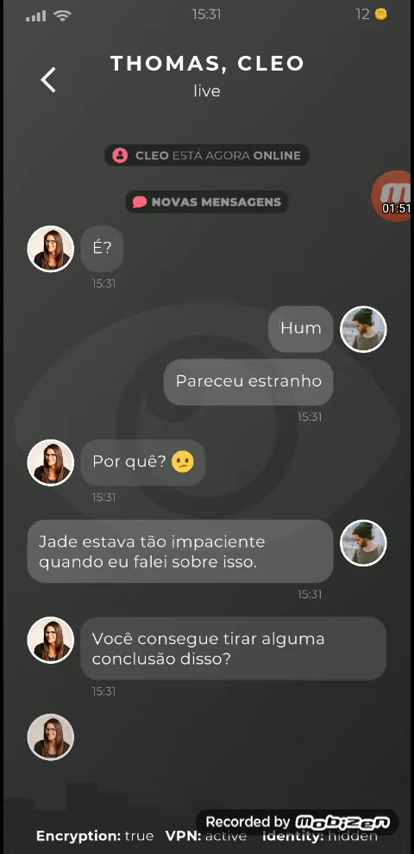 15:31
12
THOMAS, CLEO
live
CLEO ESTÁ AGORA ONLINE
NOVAS MENSAGENS
01:51
É?
15:31
Hum
Pareceu estranho
15:31
Por quê? 😕
15:31
Jade estava tão impaciente
quando eu falei sobre isso.
15:31
Você consegue tirar alguma
conclusão disso?
15:31
Recorded by MOBIZEN
Encryption: true VPN: active Identity: hidden